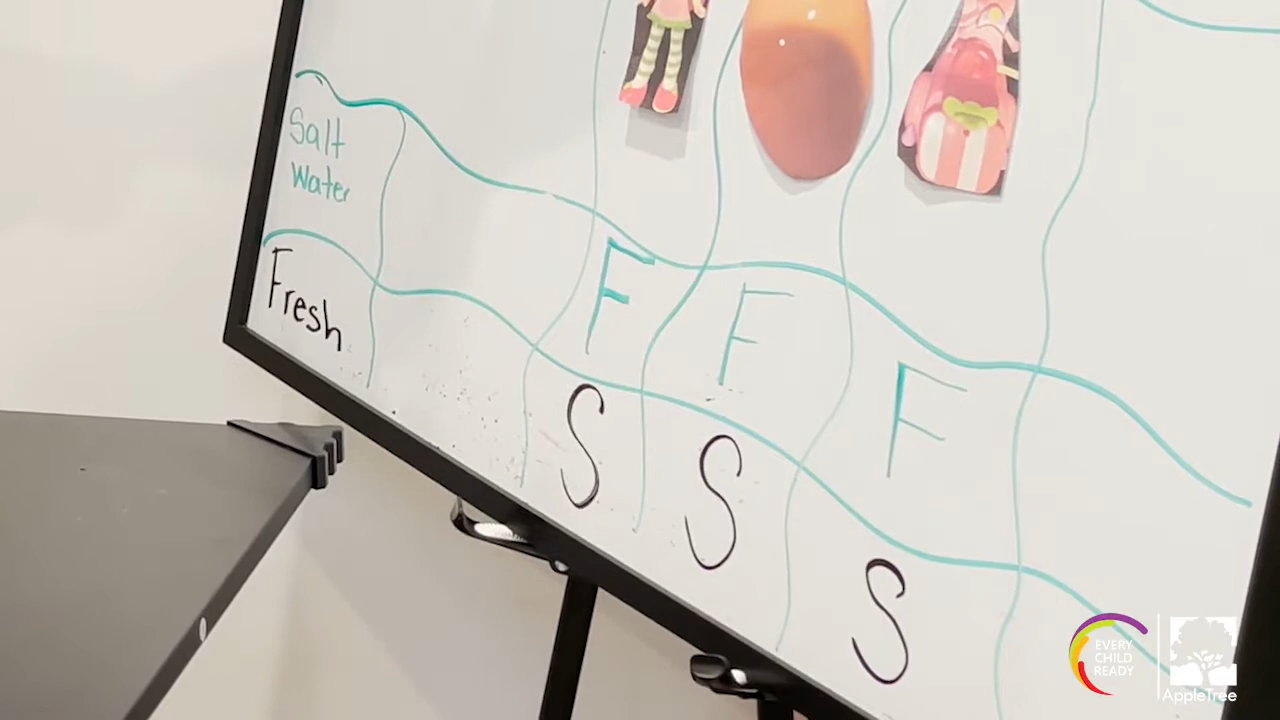 Salt
Water
F F F
Fresh
S S S
EVERY
CHILD
READY
AppleTree